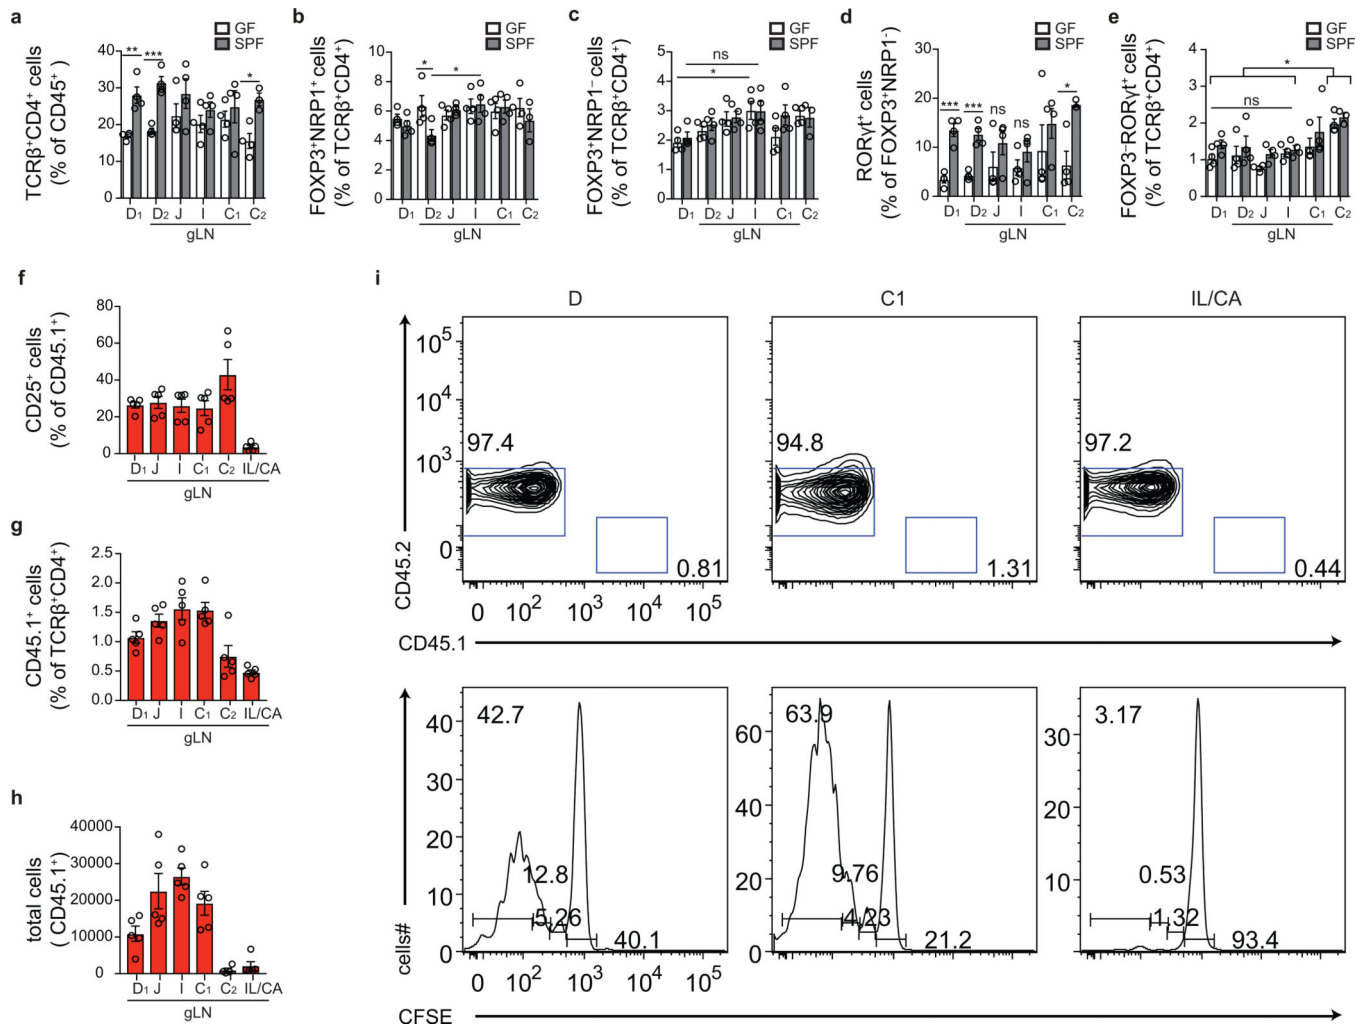 a
GF
SPF
TCRβ⁺CD4⁺ cells
(% of CD45⁺)
40
30
20
10
0
** *** *
D₁ D₂ J I C₁ C₂
gLN
b
GF
SPF
FOXP3⁺NRP1⁺ cells
(% of TCRβ⁺CD4⁺)
10
8
6
4
2
0
* *
D₁ D₂ J I C₁ C₂
gLN
c
GF
SPF
FOXP3⁺NRP1⁻ cells
(% of TCRβ⁺CD4⁺)
5
4
3
2
1
0
ns
*
D₁ D₂ J I C₁ C₂
gLN
d
GF
SPF
RORγt⁺ cells
(% of FOXP3⁺NRP1⁻)
30
20
10
0
*** *** ns ns *
D₁ D₂ J I C₁ C₂
gLN
e
GF
SPF
FOXP3-RORγt⁺ cells
(% of TCRβ⁺CD4⁺)
4
3
2
1
0
*
ns
D₁ D₂ J I C₁ C₂
gLN
f
CD25⁺ cells
(% of CD45.1⁺)
80
60
40
20
0
D₁ J I C₁ C₂ IL/CA
gLN
g
CD45.1⁺ cells
(% of TCRβ⁺CD4⁺)
2.5
2.0
1.5
1.0
0.5
0.0
D₁ J I C₁ C₂ IL/CA
gLN
h
total cells
( CD45.1⁺)
40000
30000
20000
10000
0
D₁ J I C₁ C₂ IL/CA
gLN
i
D C1 IL/CA
CD45.2
10⁵
10⁴
10³
0
97.4 94.8 97.2
0.81 1.31 0.44
0 10² 10³ 10⁴ 10⁵
CD45.1
cells#
40
30
20
10
0
42.7
12.8
5.26
40.1
0 10² 10³ 10⁴ 10⁵
60
40
20
0
63.9
9.76
4.23
21.2
30
20
10
0
3.17
0.53
1.32
93.4
CFSE